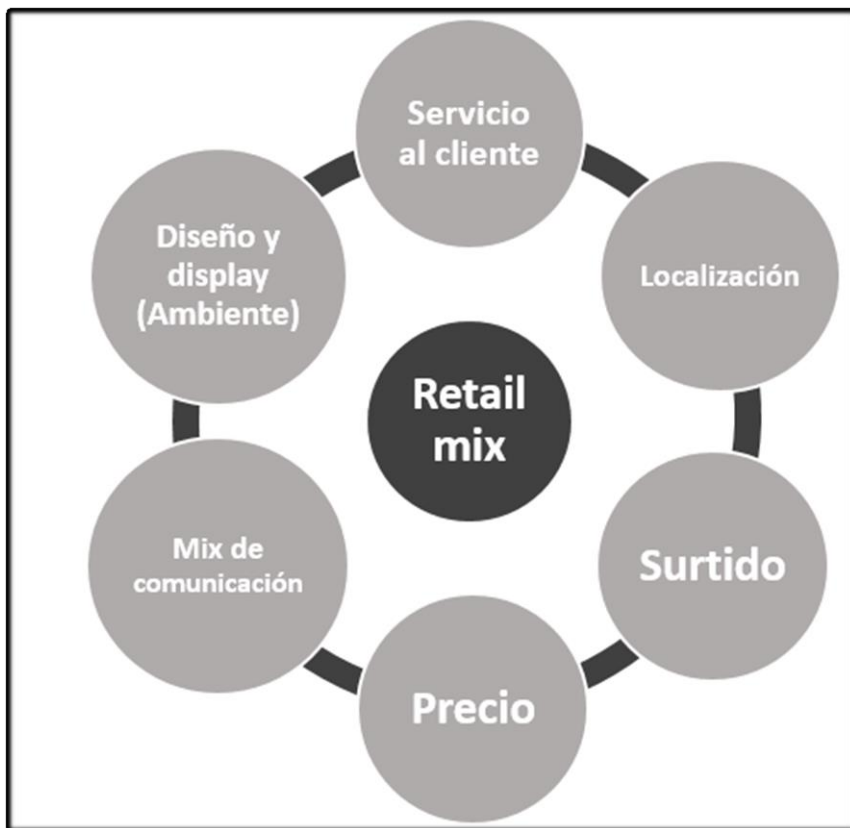 Servicio
al cliente
Localización
Surtido
Precio
Mix de
comunicación
Diseño y
display
(Ambiente)
Retail
mix